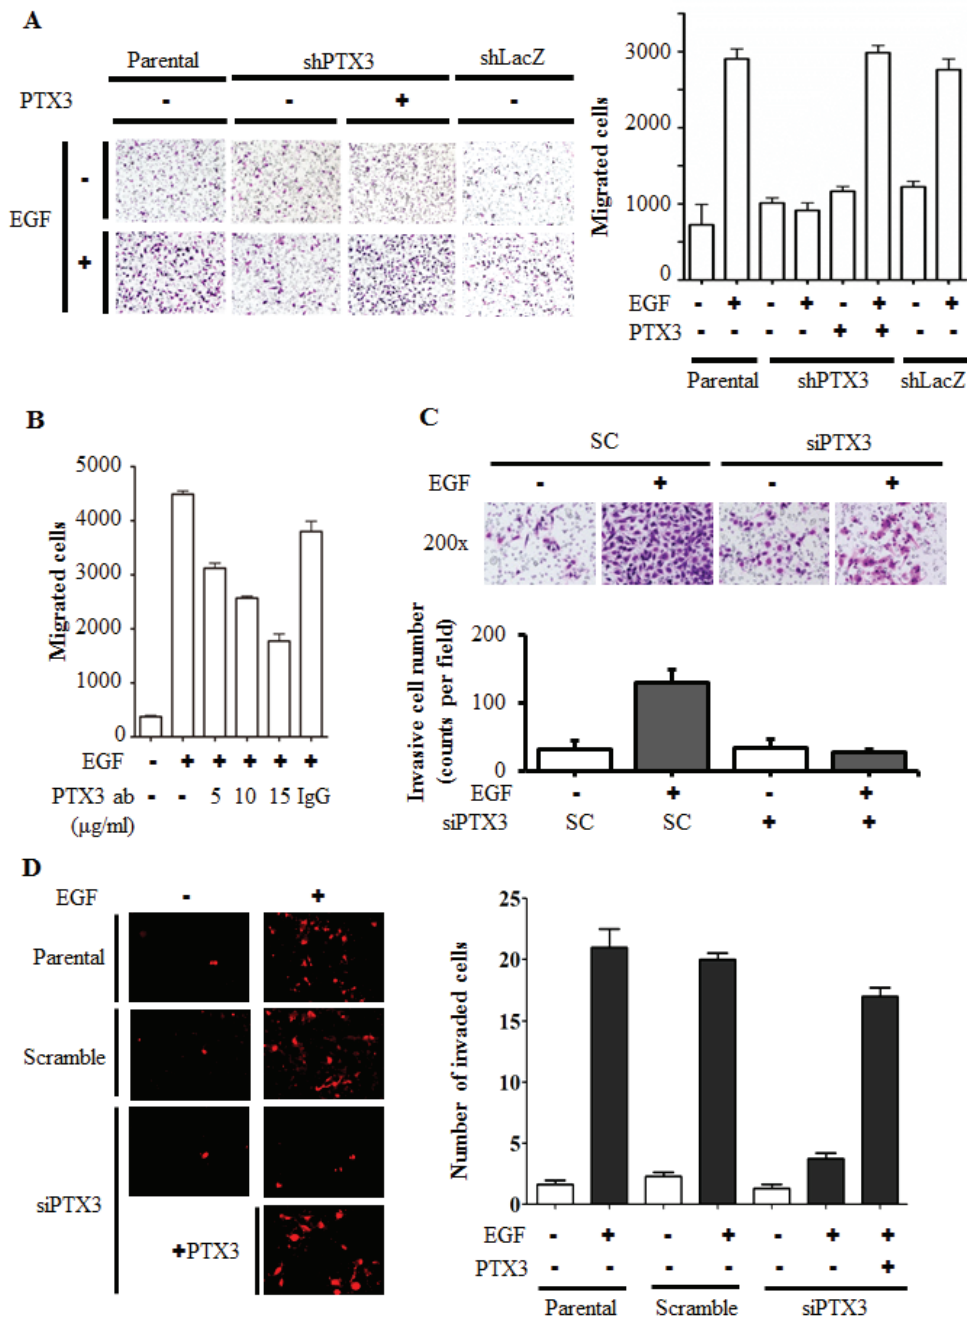 A
Parental shPTX3 shLacZ
PTX3 - - + -
EGF
-
+
Migrated cells
3000
2000
1000
0
EGF - + - + - + - +
PTX3 - - - - + + - -
Parental shPTX3 shLacZ
B
Migrated cells
5000
4000
3000
2000
1000
0
EGF - + + + + +
PTX3 ab - - 5 10 15 IgG
(μg/ml)
C
SC siPTX3
EGF - + - +
200x
Invasive cell number
(counts per field)
200
100
0
EGF - + - +
siPTX3 SC SC + +
D
EGF - +
Parental
Scramble
siPTX3
+PTX3
Number of invaded cells
25
20
15
10
5
0
EGF - + - + - + +
PTX3 - - - - - - +
Parental Scramble siPTX3